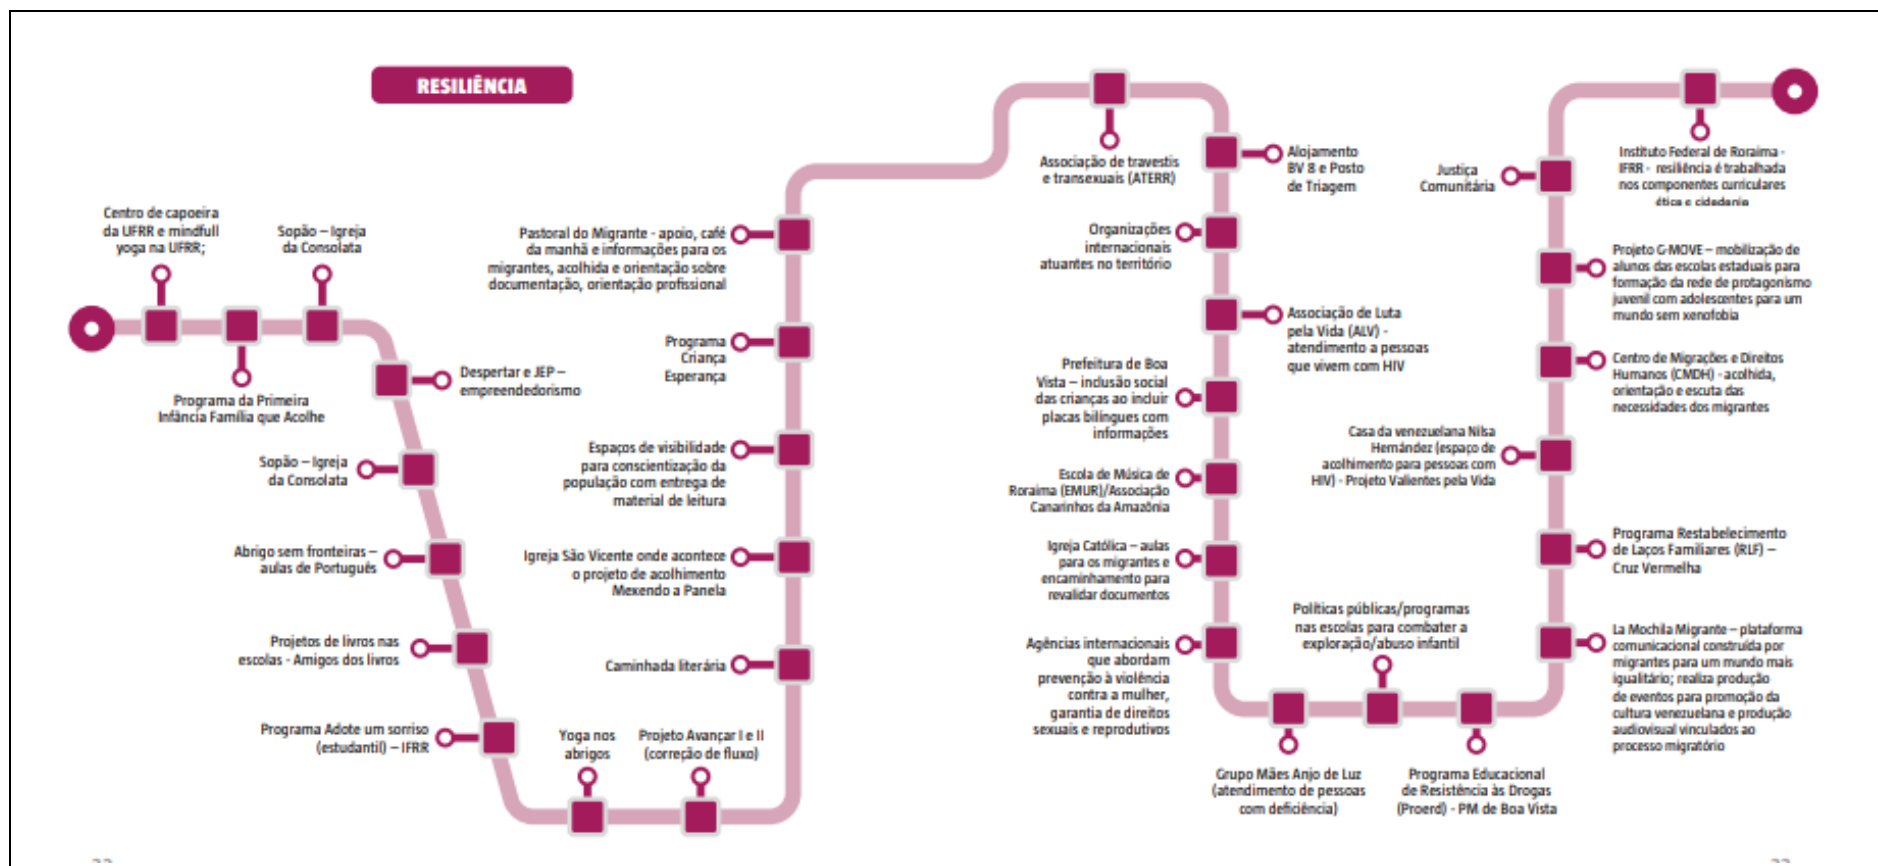 RESILIÊNCIA
Centro de capoeira
da UFRR e mindfull
yoga na UFRR;
Programa da Primeira
Infância Família que Acolhe
Sopão – Igreja
da Consolata
Despertar e JEP –
empreendedorismo
Sopão – Igreja
da Consolata
Abrigo sem fronteiras –
aulas de Português
Projetos de livros nas
escolas - Amigos dos livros
Programa Adote um sorriso
(estudantil) – IFRR
Yoga nos
abrigos
Projeto Avançar I e II
(correção de fluxo)
Caminhada literária
Igreja São Vicente onde acontece
o projeto de acolhimento
Mexendo a Panela
Espaços de visibilidade
para conscientização da
população com entrega de
material de leitura
Programa
Criança
Esperança
Pastoral do Migrante - apoio, café
da manhã e informações para os
migrantes, acolhida e orientação sobre
documentação, orientação profissional
Associação de travestis
e transexuais (ATERR)
Alojamento
BV 8 e Posto
de Triagem
Organizações
internacionais
atuantes no território
Associação de Luta
pela Vida (ALV) -
atendimento a pessoas
que vivem com HIV
Prefeitura de Boa
Vista – inclusão social
das crianças ao incluir
placas bilíngues com
informações
Escola de Música de
Roraima (EMUR)/Associação
Canarinhos da Amazônia
Igreja Católica – aulas
para os migrantes e
encaminhamento para
revalidar documentos
Agências internacionais
que abordam
prevenção à violência
contra a mulher,
garantia de direitos
sexuais e reprodutivos
Grupo Mães Anjo de Luz
(atendimento de pessoas
com deficiência)
Políticas públicas/programas
nas escolas para combater a
exploração/abuso infantil
Programa Educacional
de Resistência às Drogas
(Proerd) - PM de Boa Vista
La Mochila Migrante – plataforma
comunicacional construída por
migrantes para um mundo mais
igualitário; realiza produção
de eventos para promoção da
cultura venezuelana e produção
audiovisual vinculados ao
processo migratório
Programa Restabelecimento
de Laços Familiares (RLF) –
Cruz Vermelha
Casa da venezuelana Nilsa
Hernández (espaço de
acolhimento para pessoas com
HIV) - Projeto Valientes pela Vida
Centro de Migrações e Direitos
Humanos (CMDH) - acolhida,
orientação e escuta das
necessidades dos migrantes
Projeto G-MOVE – mobilização de
alunos das escolas estaduais para
formação da rede de protagonismo
juvenil com adolescentes para um
mundo sem xenofobia
Justiça
Comunitária
Instituto Federal de Roraima -
IFRR - resiliência é trabalhada
nos componentes curriculares
ética e cidadania